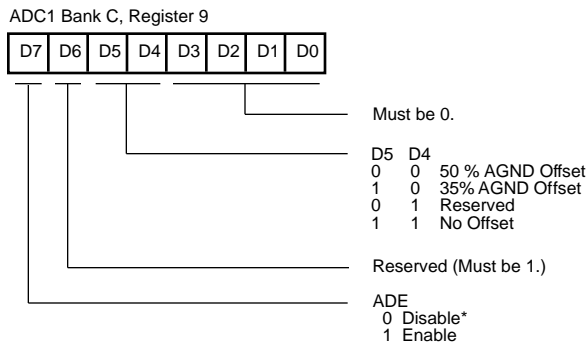 ADC1 Bank C, Register 9
D7 D6 D5 D4 D3 D2 D1 D0
Must be 0.
D5 D4
0 0 50 % AGND Offset
1 0 35% AGND Offset
0 1 Reserved
1 1 No Offset
Reserved (Must be 1.)
ADE
0 Disable*
1 Enable